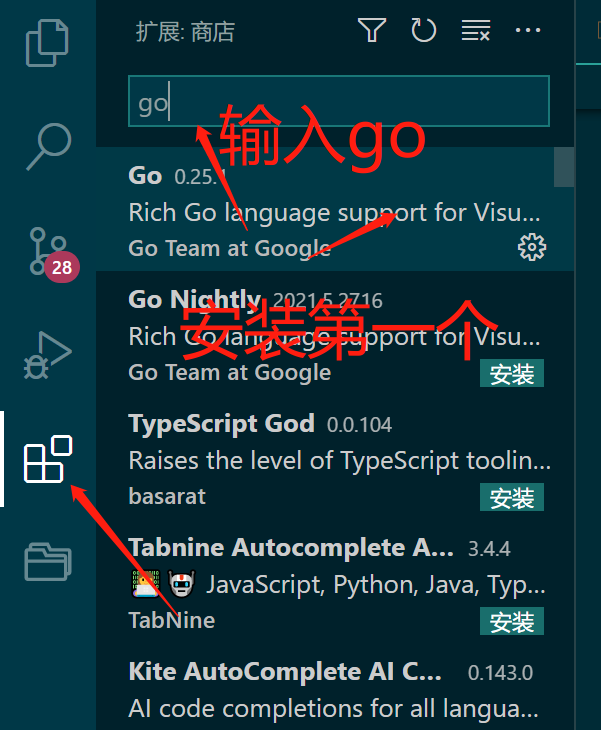 扩展: 商店
go
输入go
Go 0.25.1
Rich Go language support for Visu...
Go Team at Google
28
Go Nightly 2021.5.2716
安装第一个
Rich Go language support for Visu...
Go Team at Google 安装
TypeScript God 0.0.104
Raises the level of TypeScript toolin...
basarat 安装
Tabnine Autocomplete A... 3.4.4
JavaScript, Python, Java, Typ...
TabNine 安装
Kite AutoComplete AI C... 0.143.0
AI code completions for all langua...